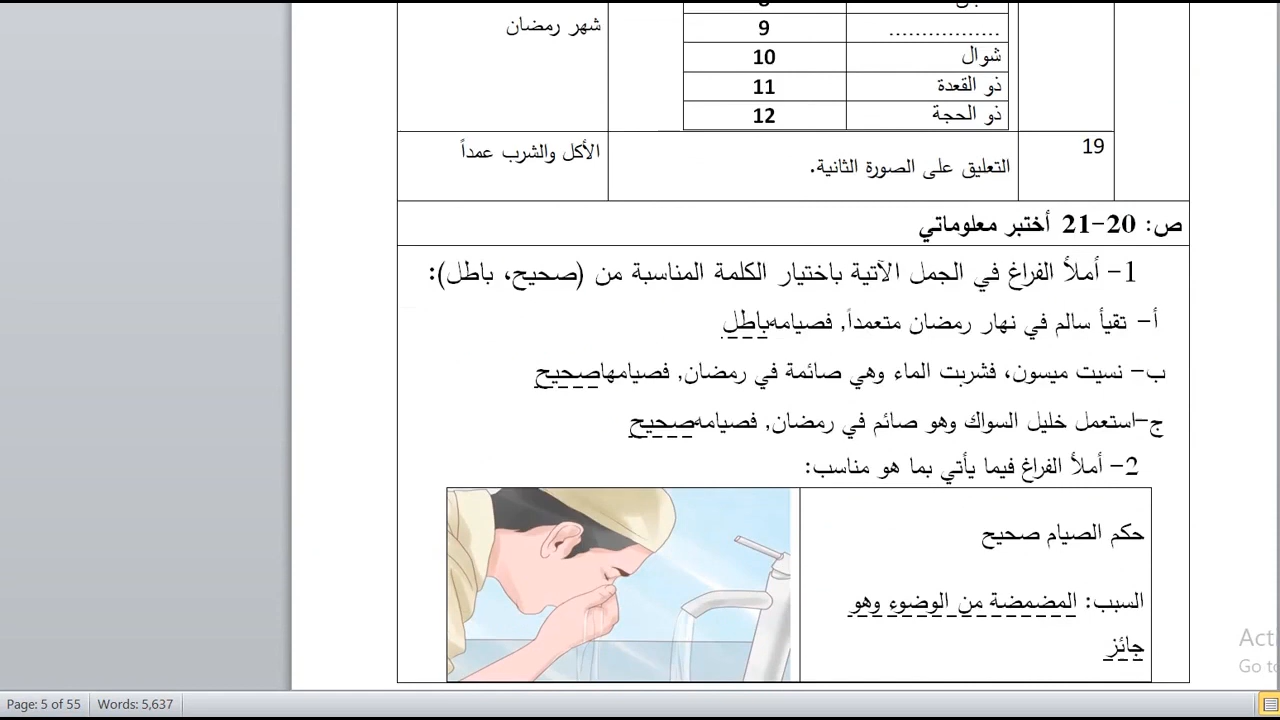 9
.................
شهر رمضان
شوال 10
ذو القعدة 11
ذو الحجة 12
19
التعليق على الصورة الثانية.
الأكل والشرب عمداً
ص: 20-21 أختبر معلوماتي
1- أملأ الفراغ في الجمل الآتية باختيار الكلمة المناسبة من (صحيح، باطل):
أ- تقيأ سالم في نهار رمضان متعمداً, فصيامه باطل
ب- نسيت ميسون، فشربت الماء وهي صائمة في رمضان, فصيامها صحيح
ج-استعمل خليل السواك وهو صائم في رمضان, فصيامه صحيح
2- أملأ الفراغ فيما يأتي بما هو مناسب:
حكم الصيام صحيح
السبب: المضمضة من الوضوء وهو
جائز
Act
Go to
Page: 5 of 55 Words: 5,637